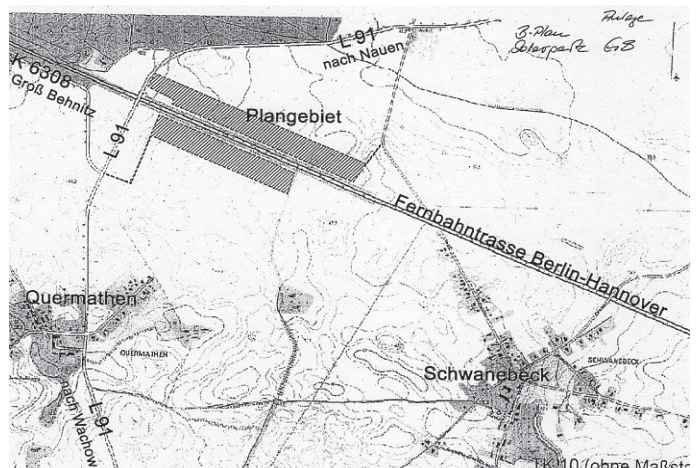 Anlage
B-Plan
Solarpark GB
L 91
nach Nauen
K 6308
Groß Behnitz
L 91
Plangebiet
Fernbahntrasse Berlin-Hannover
Quermathen
QUERMATHEN
Schwanebeck
SCHWANEBECK
L 91
nach Wachow
TK 10 (ohne Maßsta